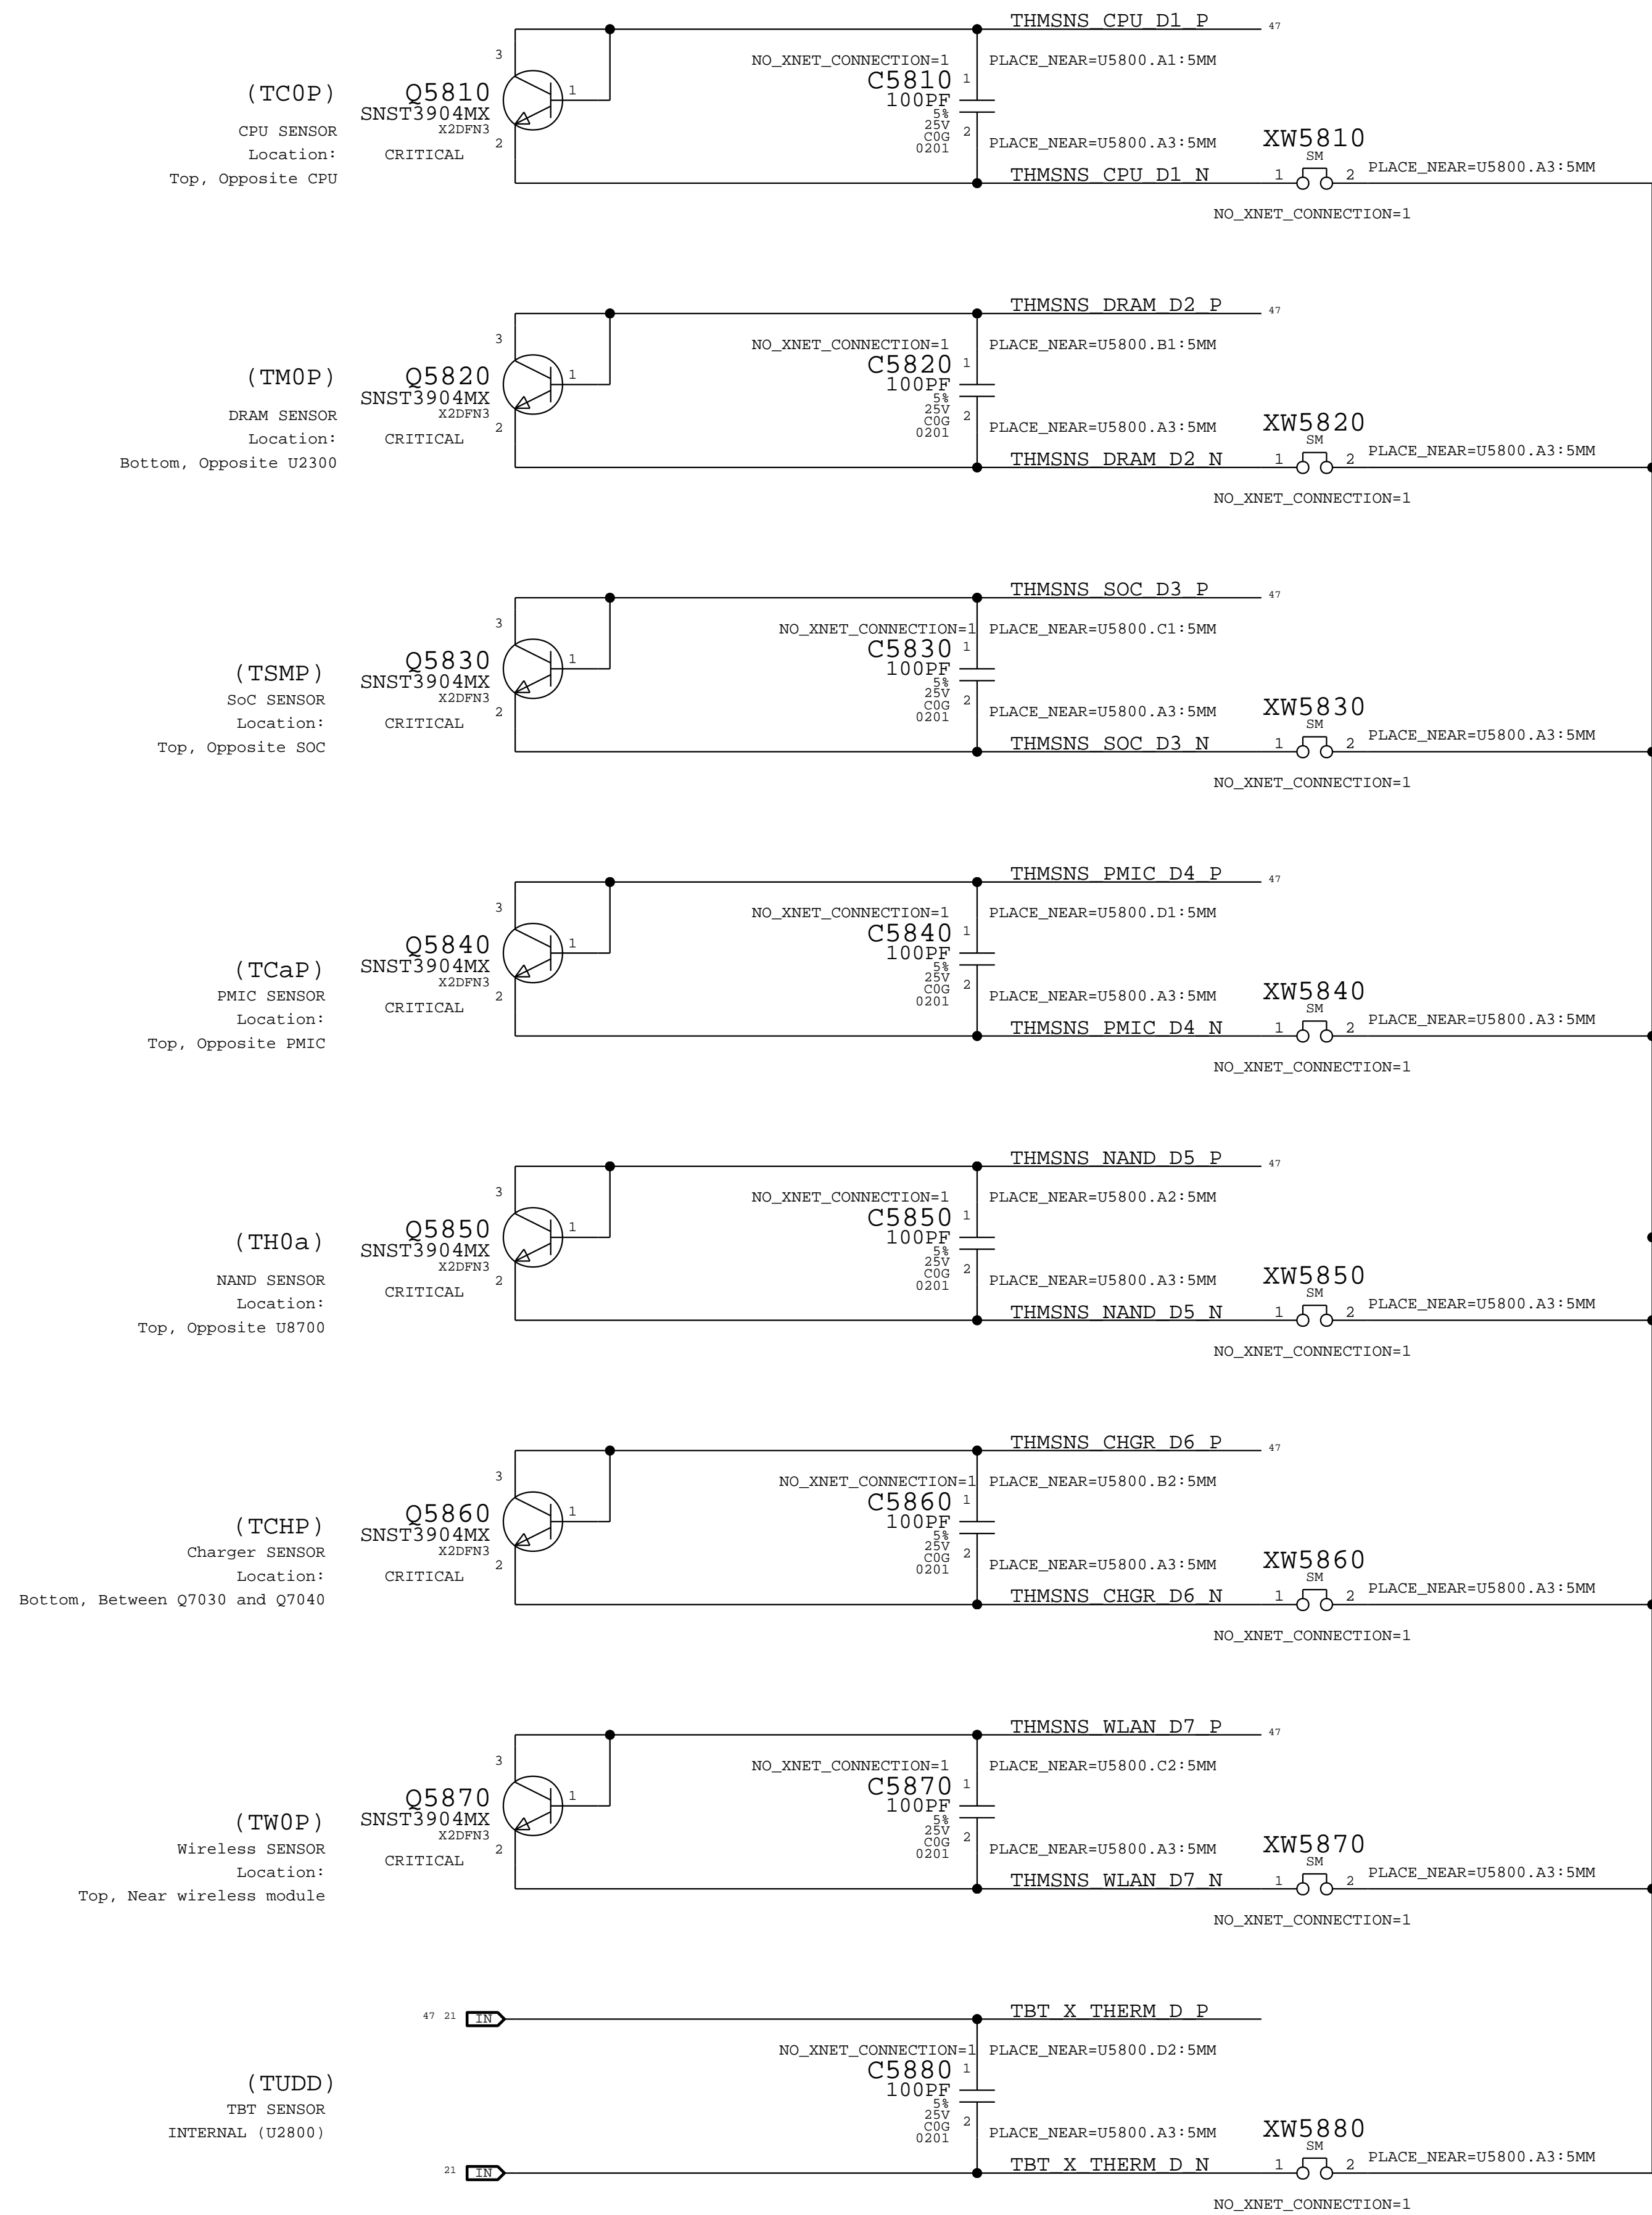 THMSNS_CPU_D1_P 47
3
NO_XNET_CONNECTION=1 PLACE_NEAR=U5800.A1:5MM
(TC0P) Q5810 1 C5810 1
SNST3904MX 100PF
X2DFN3 5%
25V
CPU SENSOR C0G 2
Location: CRITICAL 2 0201 PLACE_NEAR=U5800.A3:5MM XW5810
SM
Top, Opposite CPU THMSNS_CPU_D1_N 1 2 PLACE_NEAR=U5800.A3:5MM
NO_XNET_CONNECTION=1
THMSNS_DRAM_D2_P 47
3
NO_XNET_CONNECTION=1 PLACE_NEAR=U5800.B1:5MM
(TM0P) Q5820 1 C5820 1
SNST3904MX 100PF
X2DFN3 5%
25V
DRAM SENSOR C0G 2
Location: CRITICAL 2 0201 PLACE_NEAR=U5800.A3:5MM XW5820
SM
Bottom, Opposite U2300 THMSNS_DRAM_D2_N 1 2 PLACE_NEAR=U5800.A3:5MM
NO_XNET_CONNECTION=1
THMSNS_SOC_D3_P 47
3
NO_XNET_CONNECTION=1 PLACE_NEAR=U5800.C1:5MM
(TSMP) Q5830 1 C5830 1
SNST3904MX 100PF
X2DFN3 5%
25V
SoC SENSOR C0G 2
Location: CRITICAL 2 0201 PLACE_NEAR=U5800.A3:5MM XW5830
SM
Top, Opposite SOC THMSNS_SOC_D3_N 1 2 PLACE_NEAR=U5800.A3:5MM
NO_XNET_CONNECTION=1
THMSNS_PMIC_D4_P 47
3
NO_XNET_CONNECTION=1 PLACE_NEAR=U5800.D1:5MM
(TCaP) Q5840 1 C5840 1
SNST3904MX 100PF
X2DFN3 5%
25V
PMIC SENSOR C0G 2
Location: CRITICAL 2 0201 PLACE_NEAR=U5800.A3:5MM XW5840
SM
Top, Opposite PMIC THMSNS_PMIC_D4_N 1 2 PLACE_NEAR=U5800.A3:5MM
NO_XNET_CONNECTION=1
THMSNS_NAND_D5_P 47
3
NO_XNET_CONNECTION=1 PLACE_NEAR=U5800.A2:5MM
(TH0a) Q5850 1 C5850 1
SNST3904MX 100PF
X2DFN3 5%
25V
NAND SENSOR C0G 2
Location: CRITICAL 2 0201 PLACE_NEAR=U5800.A3:5MM XW5850
SM
Top, Opposite U8700 THMSNS_NAND_D5_N 1 2 PLACE_NEAR=U5800.A3:5MM
NO_XNET_CONNECTION=1
THMSNS_CHGR_D6_P 47
3
NO_XNET_CONNECTION=1 PLACE_NEAR=U5800.B2:5MM
(TCHP) Q5860 1 C5860 1
SNST3904MX 100PF
X2DFN3 5%
25V
Charger SENSOR C0G 2
Location: CRITICAL 2 0201 PLACE_NEAR=U5800.A3:5MM XW5860
SM
Bottom, Between Q7030 and Q7040 THMSNS_CHGR_D6_N 1 2 PLACE_NEAR=U5800.A3:5MM
NO_XNET_CONNECTION=1
THMSNS_WLAN_D7_P 47
3
NO_XNET_CONNECTION=1 PLACE_NEAR=U5800.C2:5MM
(TW0P) Q5870 1 C5870 1
SNST3904MX 100PF
X2DFN3 5%
25V
Wireless SENSOR C0G 2
Location: CRITICAL 2 0201 PLACE_NEAR=U5800.A3:5MM XW5870
SM
Top, Near wireless module THMSNS_WLAN_D7_N 1 2 PLACE_NEAR=U5800.A3:5MM
NO_XNET_CONNECTION=1
47 21 IN TBT_X_THERM_D_P
NO_XNET_CONNECTION=1 PLACE_NEAR=U5800.D2:5MM
(TUDD) C5880 1
100PF
5%
TBT SENSOR 25V
C0G 2
INTERNAL (U2800) 0201 PLACE_NEAR=U5800.A3:5MM XW5880
SM
21 IN TBT_X_THERM_D_N 1 2 PLACE_NEAR=U5800.A3:5MM
NO_XNET_CONNECTION=1